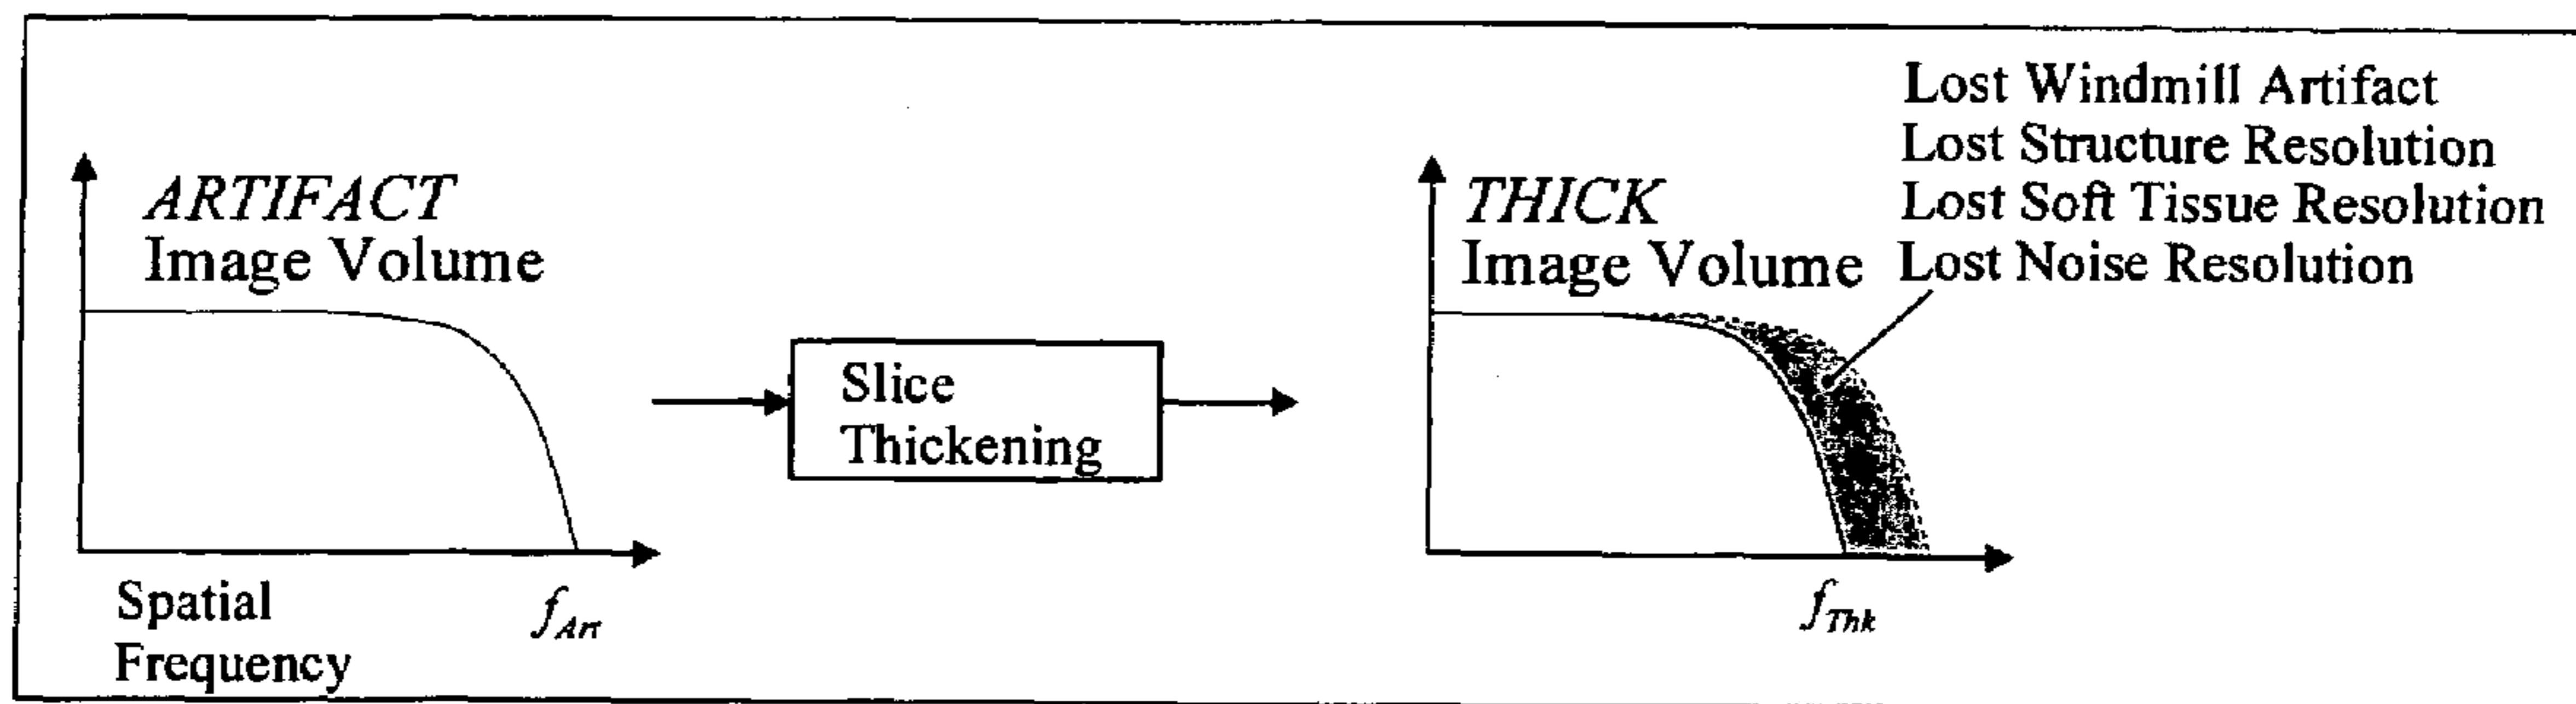 ARTIFACT
Image Volume
Spatial
Frequency
f_Art
Slice
Thickening
THICK
Image Volume
Lost Windmill Artifact
Lost Structure Resolution
Lost Soft Tissue Resolution
Lost Noise Resolution
f_Thk